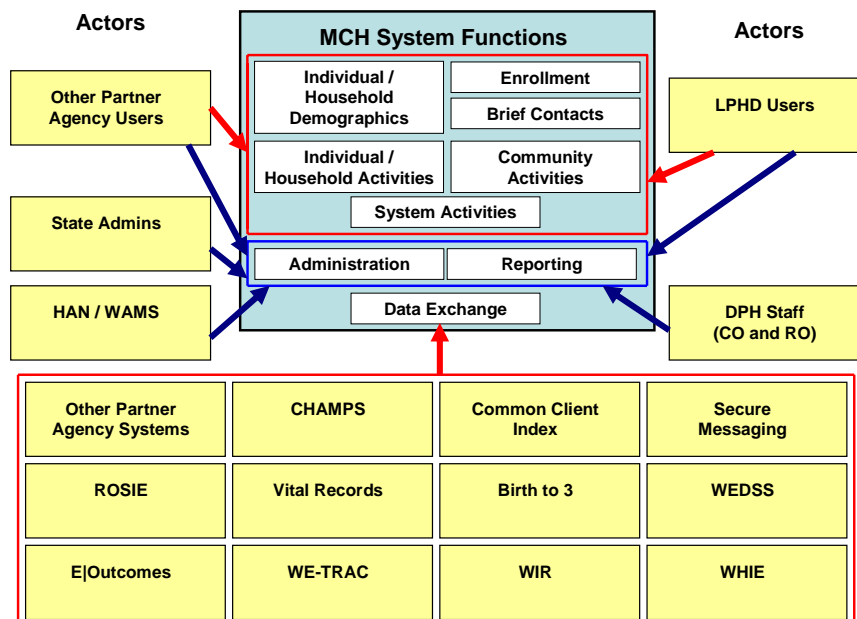 Actors
MCH System Functions
Actors
Other Partner
Agency Users
Individual /
Household
Demographics
Enrollment
Brief Contacts
LPHD Users
Individual /
Household Activities
Community
Activities
System Activities
State Admins
Administration
Reporting
HAN / WAMS
Data Exchange
DPH Staff
(CO and RO)
Other Partner
Agency Systems
CHAMPS
Common Client
Index
Secure
Messaging
ROSIE
Vital Records
Birth to 3
WEDSS
E|Outcomes
WE-TRAC
WIR
WHIE